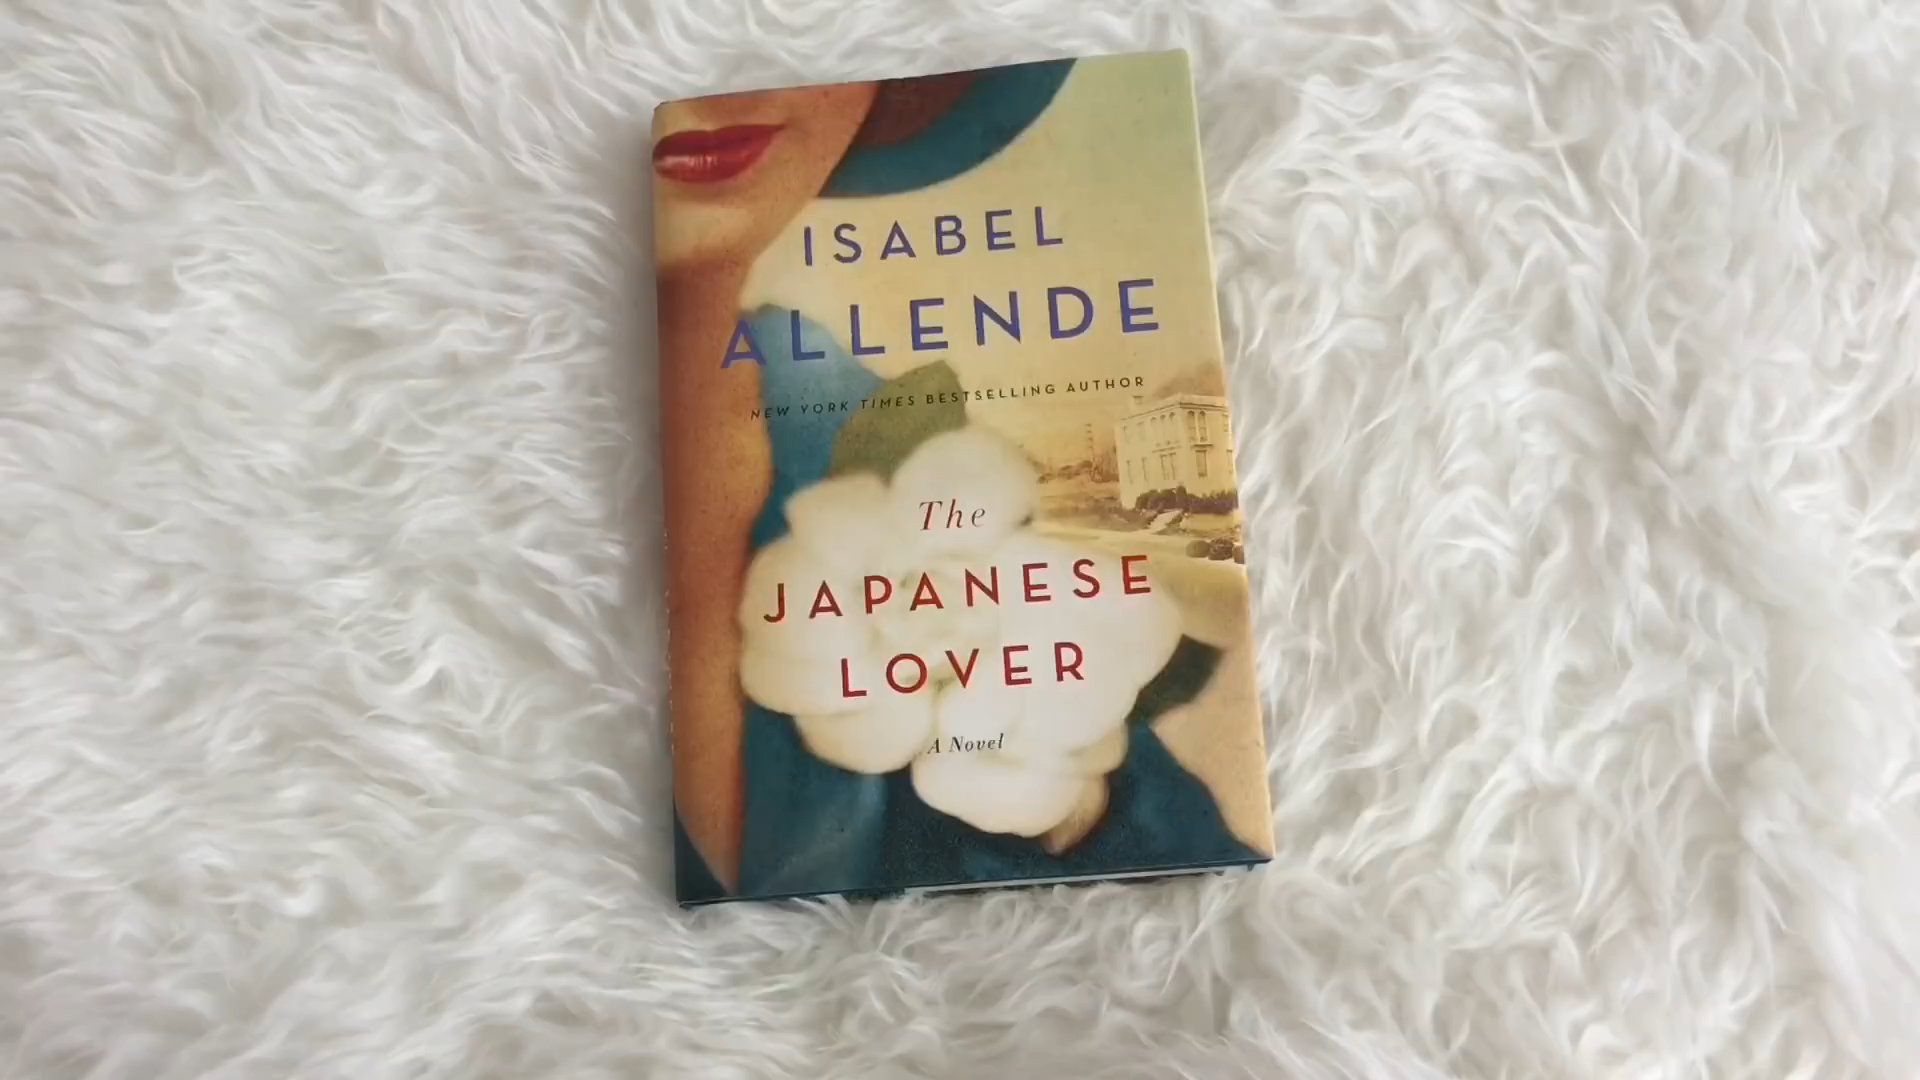 ISABEL
ALLENDE
NEW YORK TIMES BESTSELLING AUTHOR
The
JAPANESE
LOVER
A Novel